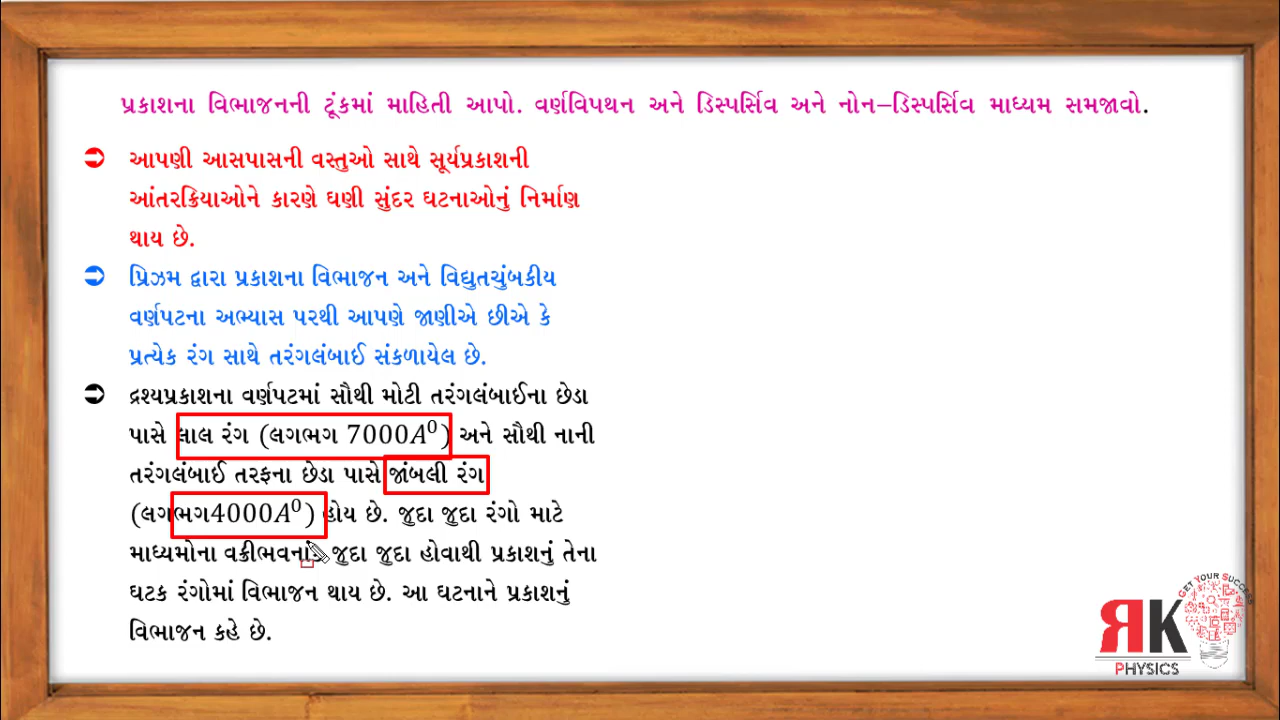 પ્રકાશના વિભાજનની ટૂંકમાં માહિતી આપો. વર્ણવિપથન અને ડિસ્પર્સિવ અને નોન–ડિસ્પર્સિવ માધ્યમ સમજાવો.
➲ આપણી આસપાસની વસ્તુઓ સાથે સૂર્યપ્રકાશની
આંતરક્રિયાઓને કારણે ઘણી સુંદર ઘટનાઓનું નિર્માણ
થાય છે.
➲ પ્રિઝમ દ્વારા પ્રકાશના વિભાજન અને વિદ્યુતચુંબકીય
વર્ણપટના અભ્યાસ પરથી આપણે જાણીએ છીએ કે
પ્રત્યેક રંગ સાથે તરંગલંબાઈ સંકળાયેલ છે.
➲ દ્રશ્યપ્રકાશના વર્ણપટમાં સૌથી મોટી તરંગલંબાઈના છેડા
પાસે લાલ રંગ (લગભગ 7000A⁰) અને સૌથી નાની
તરંગલંબાઈ તરફના છેડા પાસે જાંબલી રંગ
(લગભગ4000A⁰) હોય છે. જુદા જુદા રંગો માટે
માધ્યમોના જુદા જુદા હોવાથી પ્રકાશનું તેના
ઘટક રંગોમાં વિભાજન થાય છે. આ ઘટનાને પ્રકાશનું
વિભાજન કહે છે.
GET YOUR SUCCESS
RK
PHYSICS